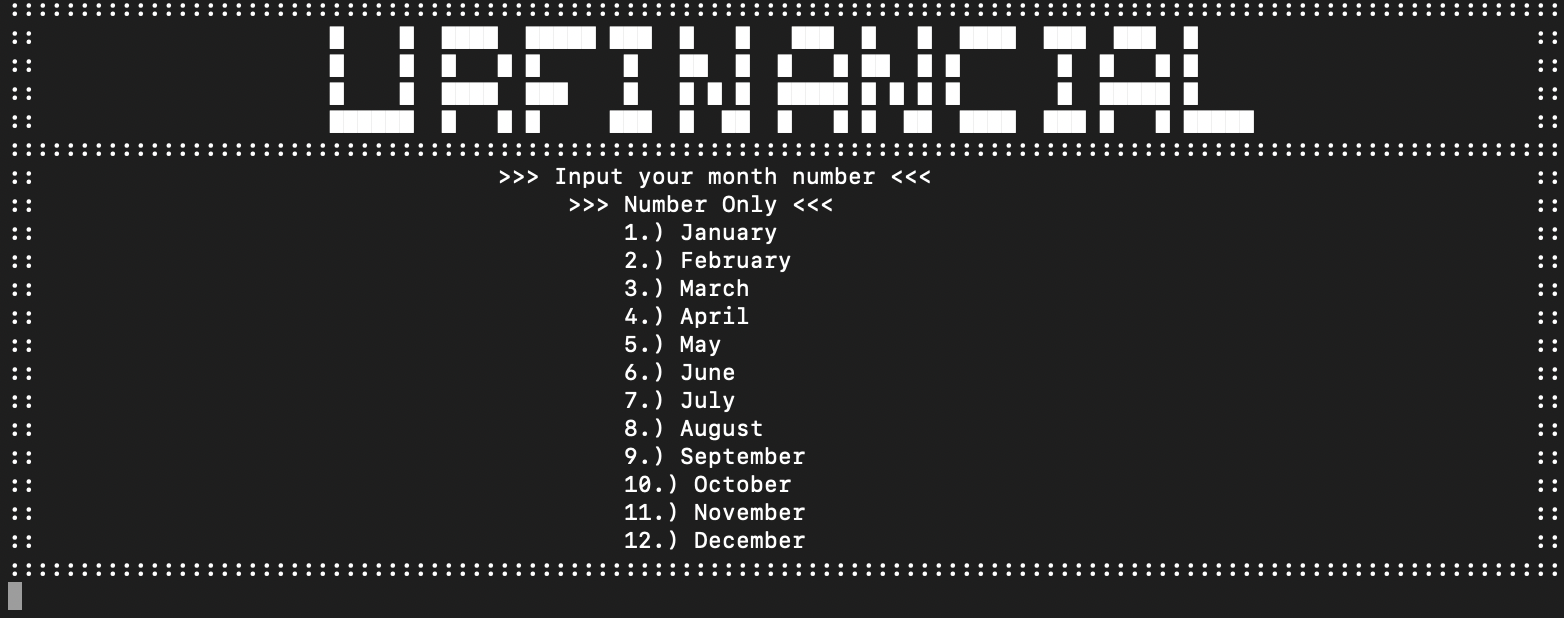 URFINANCIAL
>>> Input your month number <<<
>>> Number Only <<<
1.) January
2.) February
3.) March
4.) April
5.) May
6.) June
7.) July
8.) August
9.) September
10.) October
11.) November
12.) December